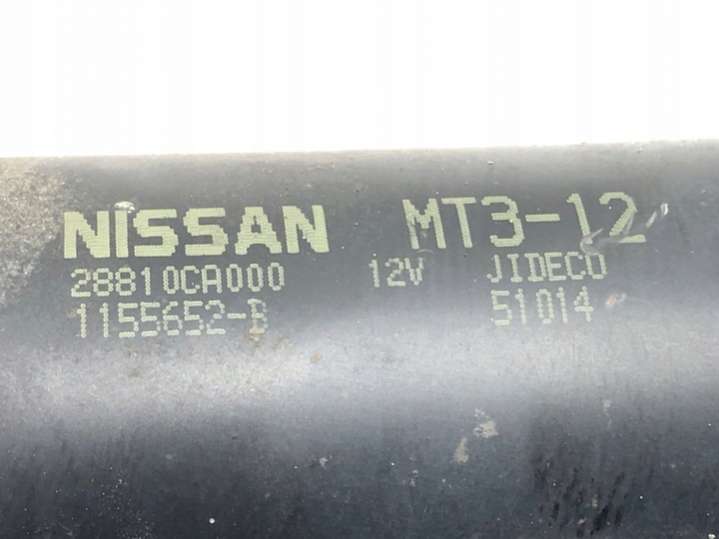 NISSAN MT3-12
28810CA000 12V JIDECO
1155652-B 51014